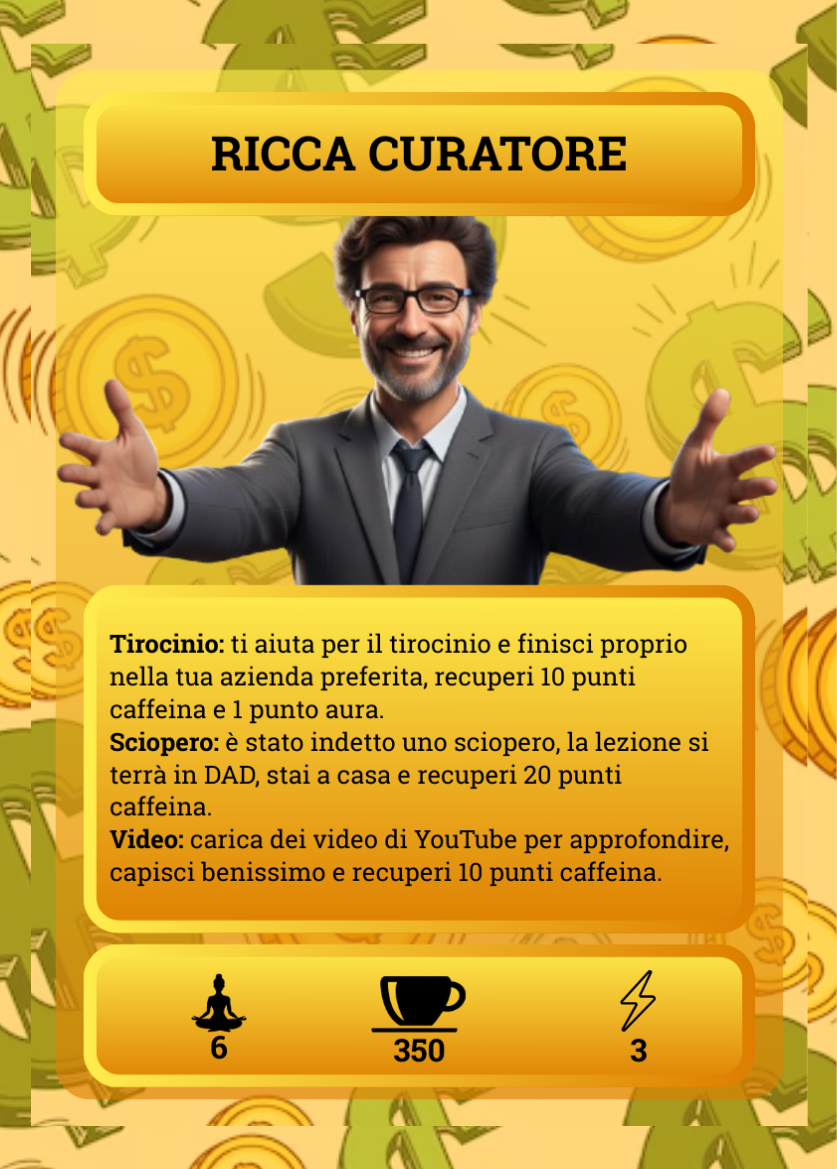 RICCA CURATORE
Tirocinio: ti aiuta per il tirocinio e finisci proprio
nella tua azienda preferita, recuperi 10 punti
caffeina e 1 punto aura.
Sciopero: è stato indetto uno sciopero, la lezione si
terrà in DAD, stai a casa e recuperi 20 punti
caffeina.
Video: carica dei video di YouTube per approfondire,
capisci benissimo e recuperi 10 punti caffeina.
6 350 3